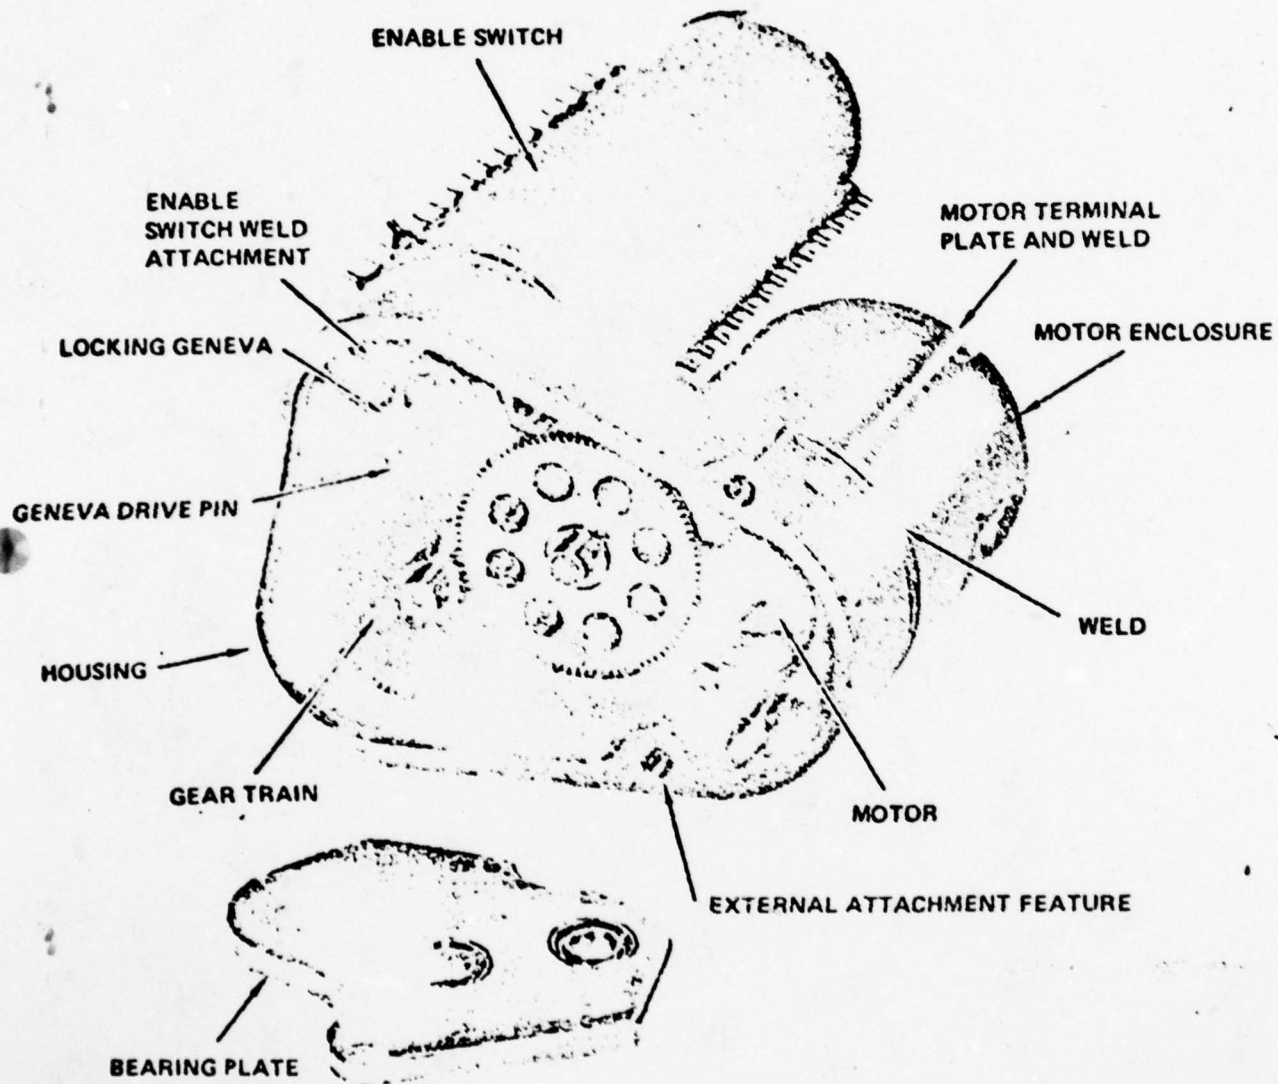 ENABLE SWITCH
ENABLE
SWITCH WELD
ATTACHMENT
MOTOR TERMINAL
PLATE AND WELD
LOCKING GENEVA
MOTOR ENCLOSURE
GENEVA DRIVE PIN
WELD
HOUSING
GEAR TRAIN
MOTOR
EXTERNAL ATTACHMENT FEATURE
BEARING PLATE